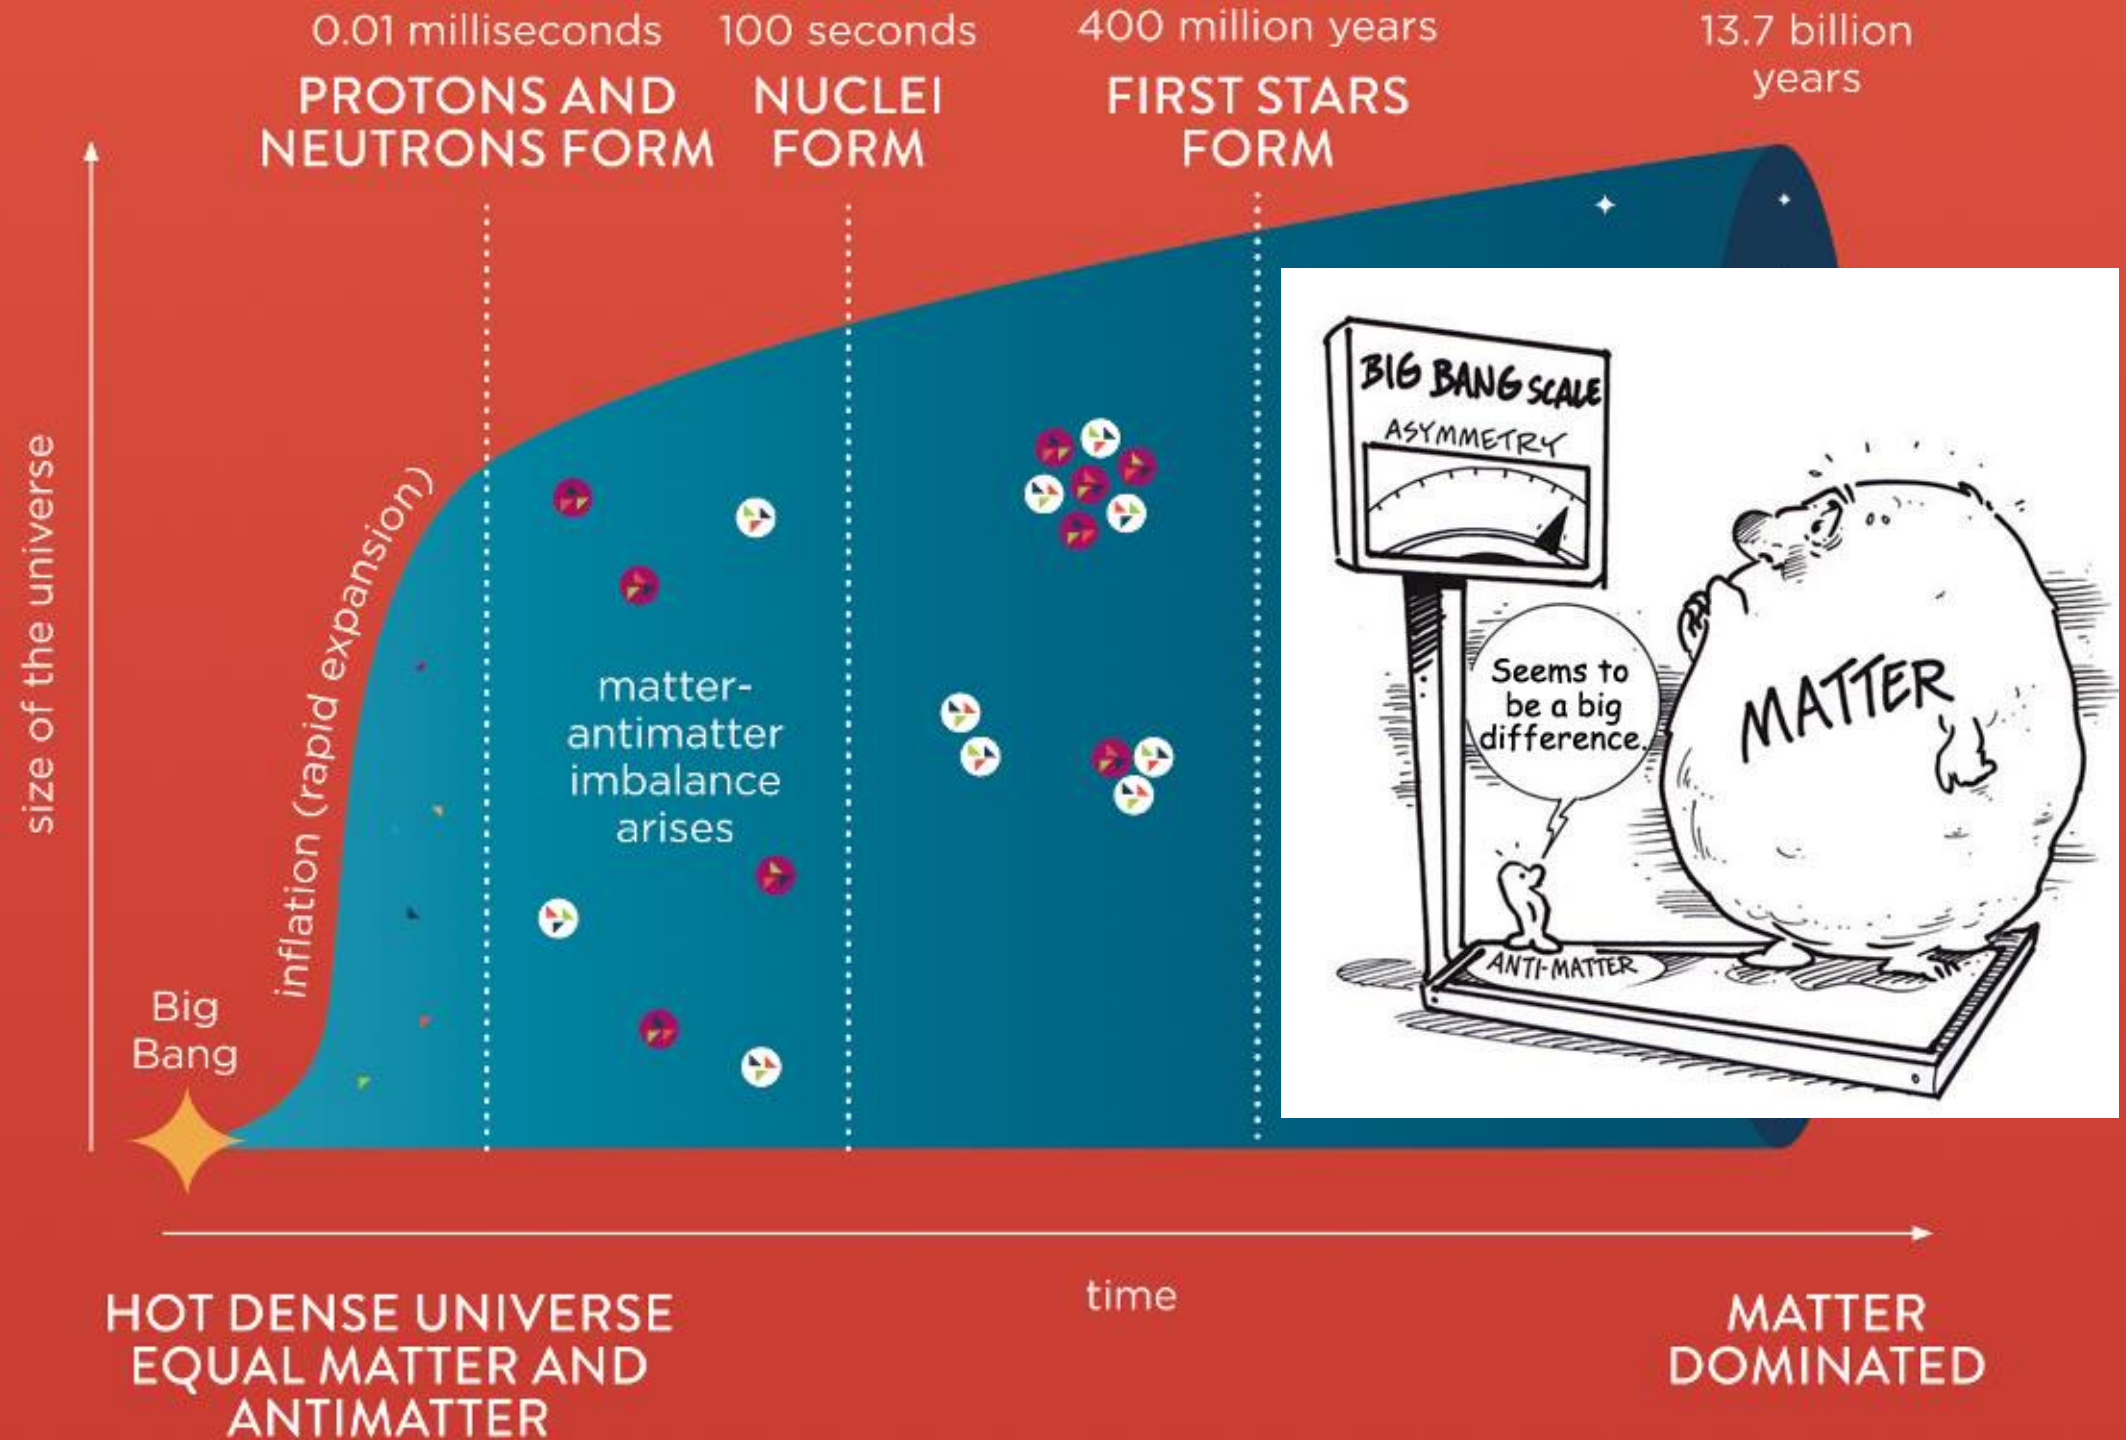 0.01 milliseconds
PROTONS AND
NEUTRONS FORM
100 seconds
NUCLEI
FORM
400 million years
FIRST STARS
FORM
13.7 billion
years
size of the universe
inflation (rapid expansion)
matter-
antimatter
imbalance
arises
Big
Bang
BIG BANG SCALE
ASYMMETRY
Seems to
be a big
difference.
MATTER
ANTI-MATTER
time
HOT DENSE UNIVERSE
EQUAL MATTER AND
ANTIMATTER
MATTER
DOMINATED